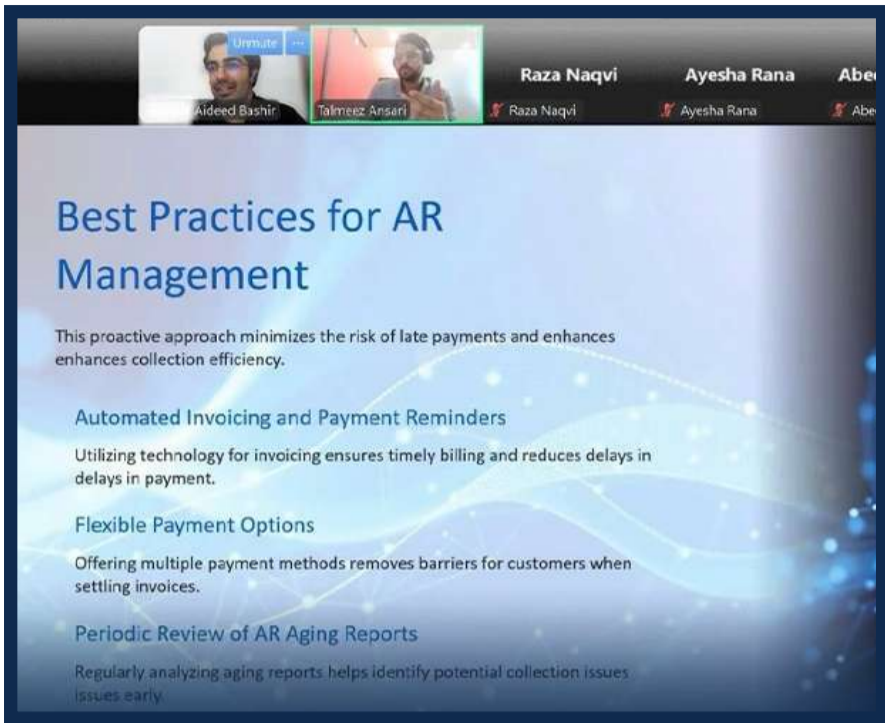 Unmute ...
Raza Naqvi Ayesha Rana Abe
Aideed Bashir Talmeez Ansari Raza Naqvi Ayesha Rana Abe
Best Practices for AR
Management
This proactive approach minimizes the risk of late payments and enhances
enhances collection efficiency.
Automated Invoicing and Payment Reminders
Utilizing technology for invoicing ensures timely billing and reduces delays in
delays in payment.
Flexible Payment Options
Offering multiple payment methods removes barriers for customers when
settling invoices.
Periodic Review of AR Aging Reports
Regularly analyzing aging reports helps identify potential collection issues
issues early.